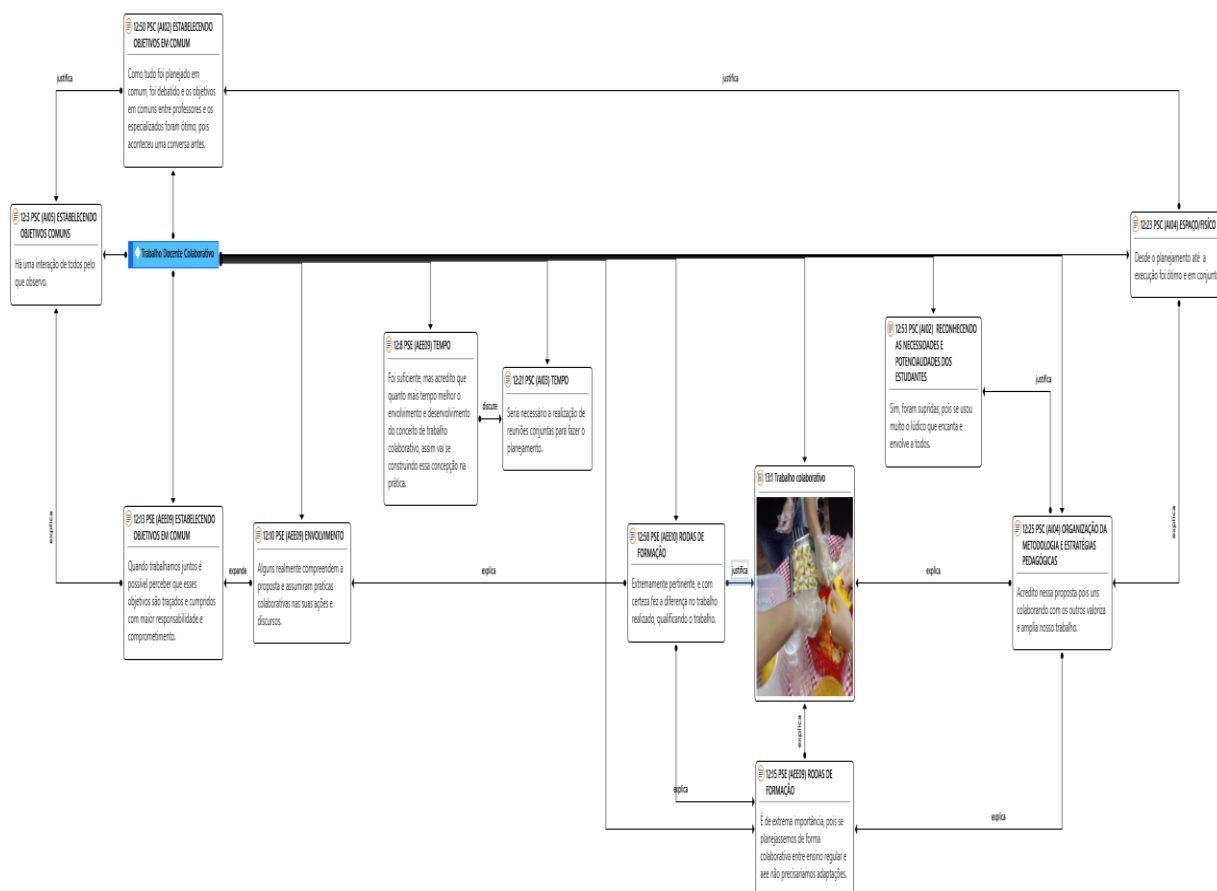 12:50 PSC (AI02) ESTABELECENDO
OBJETIVOS EM COMUM
Como tudo foi planejado em
comum, foi debatido e os objetivos
em comuns entre professores e os
especializados foram ótimo, pois
aconteceu uma conversa antes.
justifica
justifica
12:3 PSC (AI05) ESTABELECENDO
OBJETIVOS COMUNS
Há uma interação de todos pelo
que observo.
Trabalho Docente Colaborativo
12:23 PSC (AI04) ESPAÇO/FISÍCO
Desde o planejamento até a
execução foi ótimo e em conjunt
12:8 PSE (AEE09) TEMPO
Foi suficiente, mas acredito que
quanto mais tempo melhor o
envolvimento e desenvolvimento
do conceito de trabalho
colaborativo, assim vai se
construindo essa concepção na
prática.
discute
12:21 PSC (AI03) TEMPO
Seria necessário a realização de
reuniões conjuntas para fazer o
planejamento.
12:53 PSC (AI02) RECONHECENDO
AS NECESSIDADES E
POTENCIALIDADES DOS
ESTUDANTES
Sim, foram supridas, pois se usou
muito o lúdico que encanta e
envolve a todos.
justifica
explica
12:13 PSE (AEE09) ESTABELECENDO
OBJETIVOS EM COMUM
Quando trabalhamos juntos é
possível perceber que esses
objetivos são traçados e cumpridos
com maior responsabilidade e
comprometimento.
expande
12:10 PSE (AEE09) ENVOLVIMENTO
Alguns realmente compreendem a
proposta e assumiram praticas
colaborativas nas suas ações e
discursos.
explica
12:58 PSE (AEE10) RODAS DE
FORMAÇÃO
Extremamente pertinente, e com
certeza fez a diferença no trabalho
realizado, qualificando o trabalho.
justifica
13:1 Trabalho colaborativo
explica
12:25 PSC (AI04) ORGANIZAÇÃO DA
METODOLOGIA E ESTRATÉGIAS
PEDAGÓGICAS
Acredito nessa proposta pois uns
colaborando com os outros valoriza
e amplia nosso trabalho.
explica
explica
explica
12:15 PSE (AEE09) RODAS DE
FORMAÇÃO
É de extrema importância, pois se
planejassemos de forma
colaborativa entre ensino regular e
aee não precisariamos adaptações.
explica